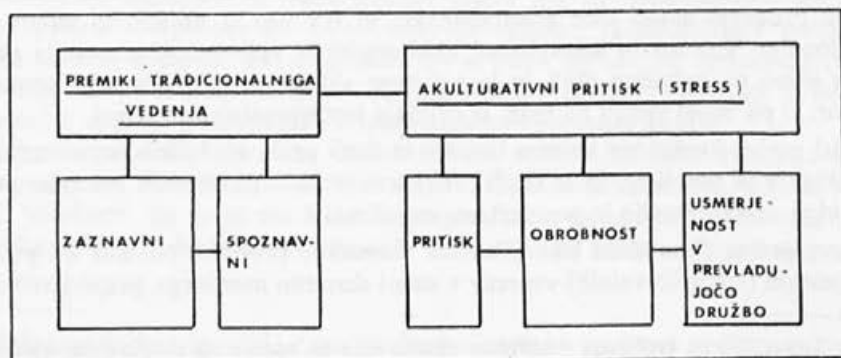 PREMIKI TRADICIONALNEGA
VEDENJA
AKULTURATIVNI PRITISK (STRESS)
ZAZNAVNI
SPOZNAV-
NI
PRITISK
OBROBNOST
USMERJE-
NOST
V
PREVLADU-
JOČO
DRUŽBO